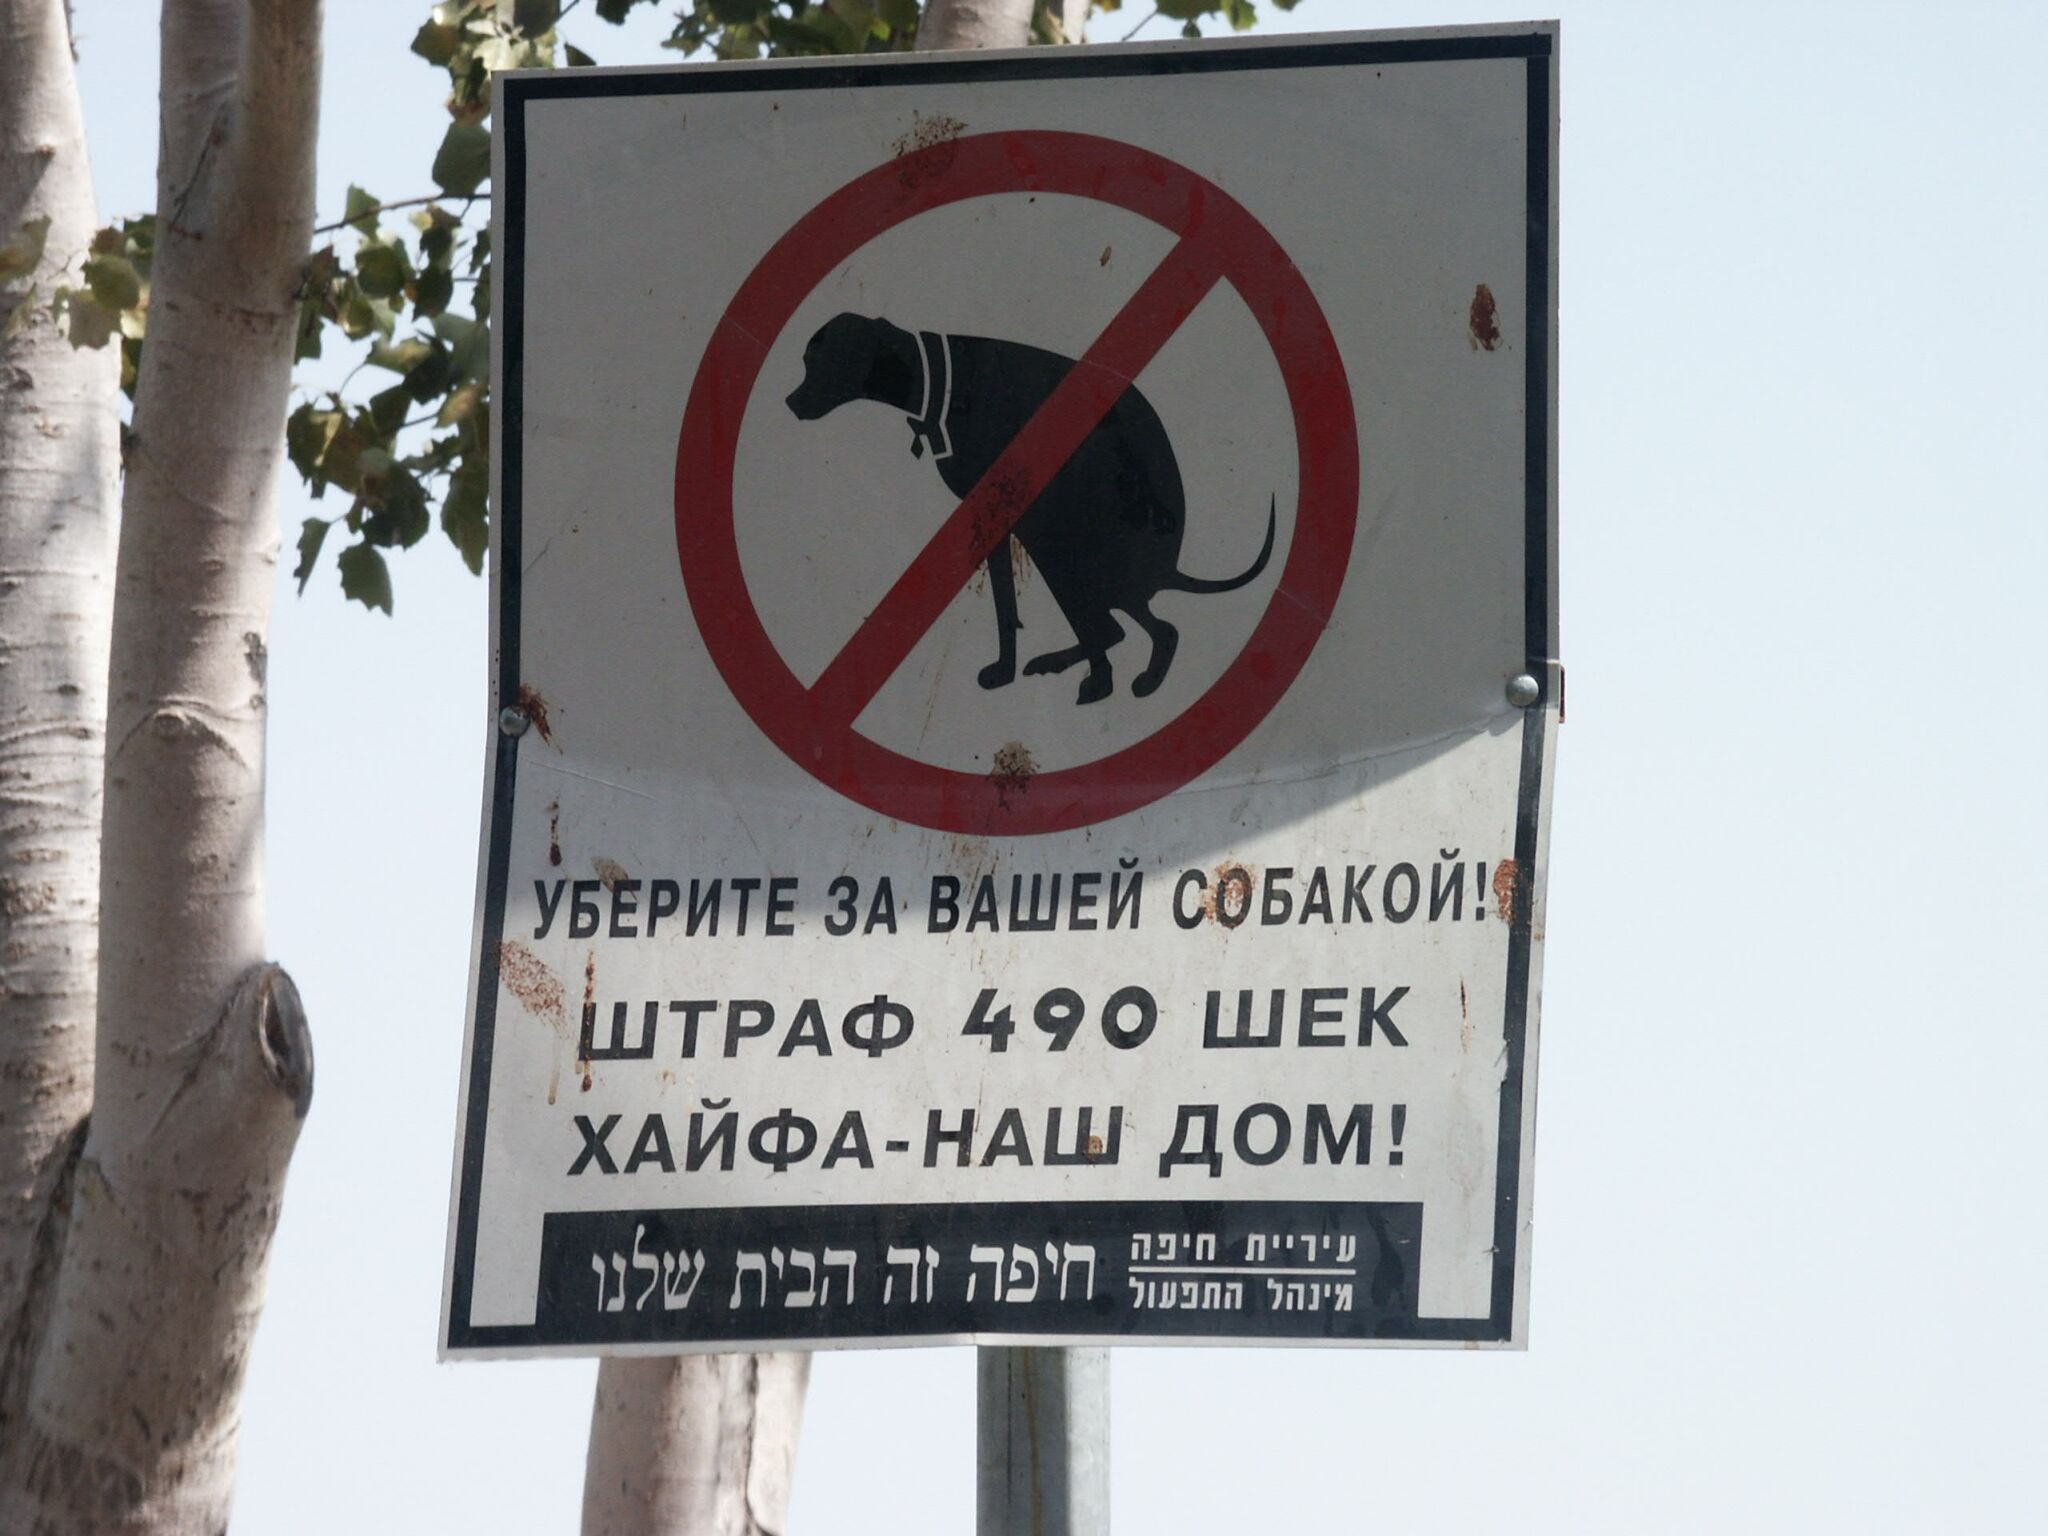 УБЕРИТЕ ЗА ВАШЕЙ СОБАКОЙ!
ШТРАФ 490 ШЕК
ХАЙФА-НАШ ДОМ!
עיריית חיפה
מינהל התפעול
חיפה זה הבית שלנו